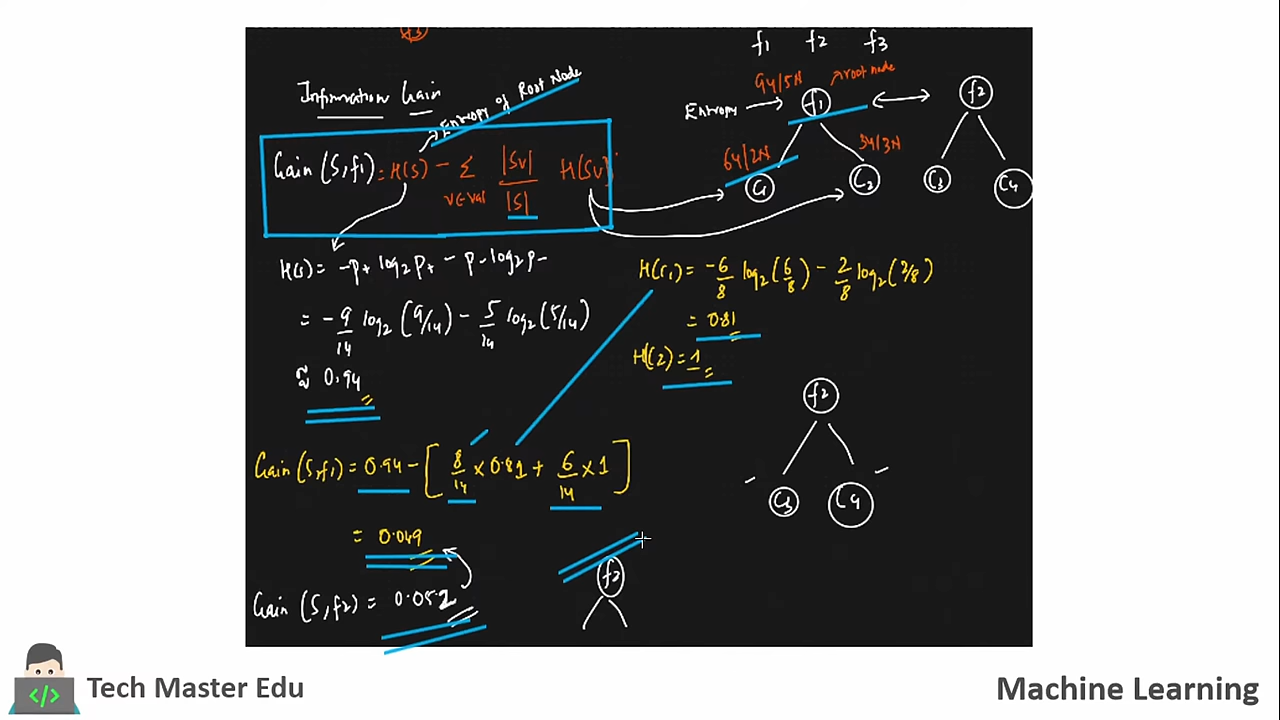 f1 f2 f3
Information Gain
→ Entropy of Root Node
Gain (S,f1) = H(S) - Σ v∈val |Sv|/|S| H(Sv)
9Y/5N → root node
Entropy → f1 ↔ f2
6Y/2N 3Y/3N
C1 C2 C3 C4
H(S) = -p+ log2 p+ - p- log2 p-
= -9/14 log2 (9/14) - 5/14 log2 (5/14)
≈ 0.94
H(C1) = -6/8 log2 (6/8) - 2/8 log2 (2/8)
= 0.81
H(C2) = 1
f2
C3 C4
Gain (S,f1) = 0.94 - [8/14 × 0.81 + 6/14 × 1]
= 0.049
Gain (S,f2) = 0.052
f2
Tech Master Edu
Machine Learning